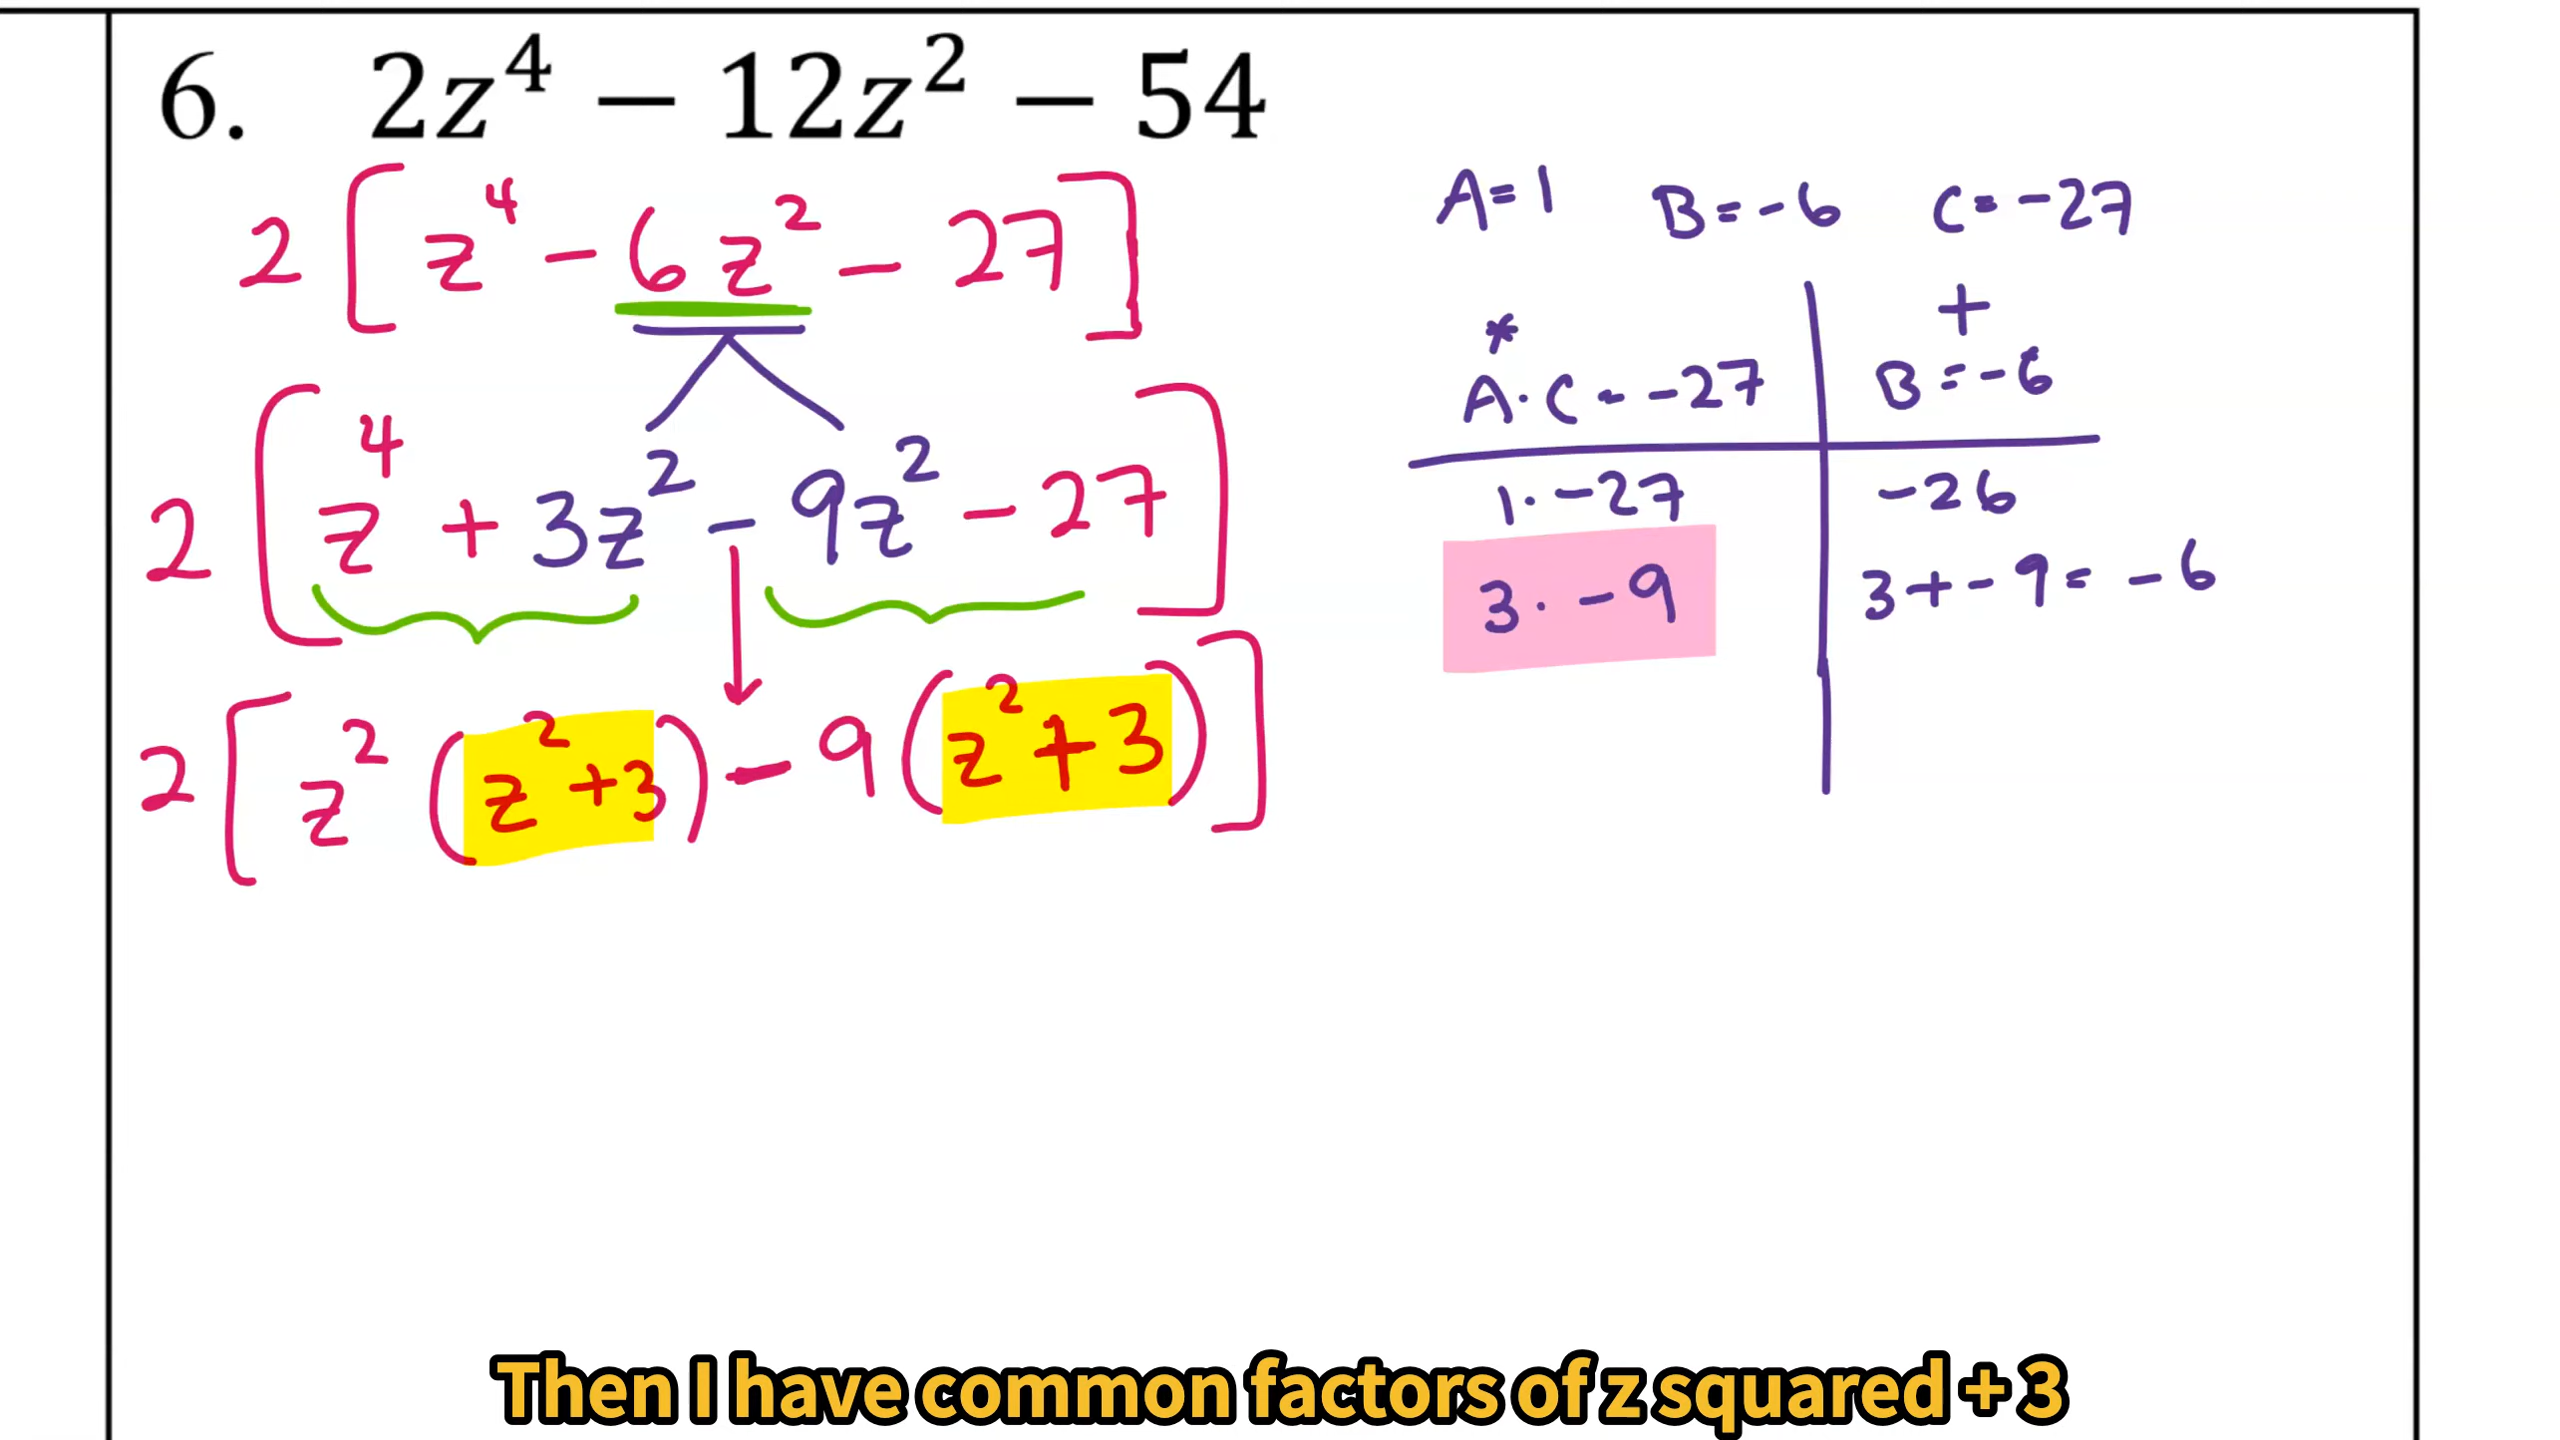 6. 2z⁴ − 12z² − 54
2 [ z⁴ − 6z² − 27 ]
2 [ z⁴ + 3z² − 9z² − 27 ]
2 [ z² ( z² + 3 ) − 9 ( z² + 3 ) ]
A = 1 B = -6 C = -27
* +
A · C = -27 B = -6
1 · -27 -26
3 · -9 3 + -9 = -6
Then I have common factors of z squared + 3